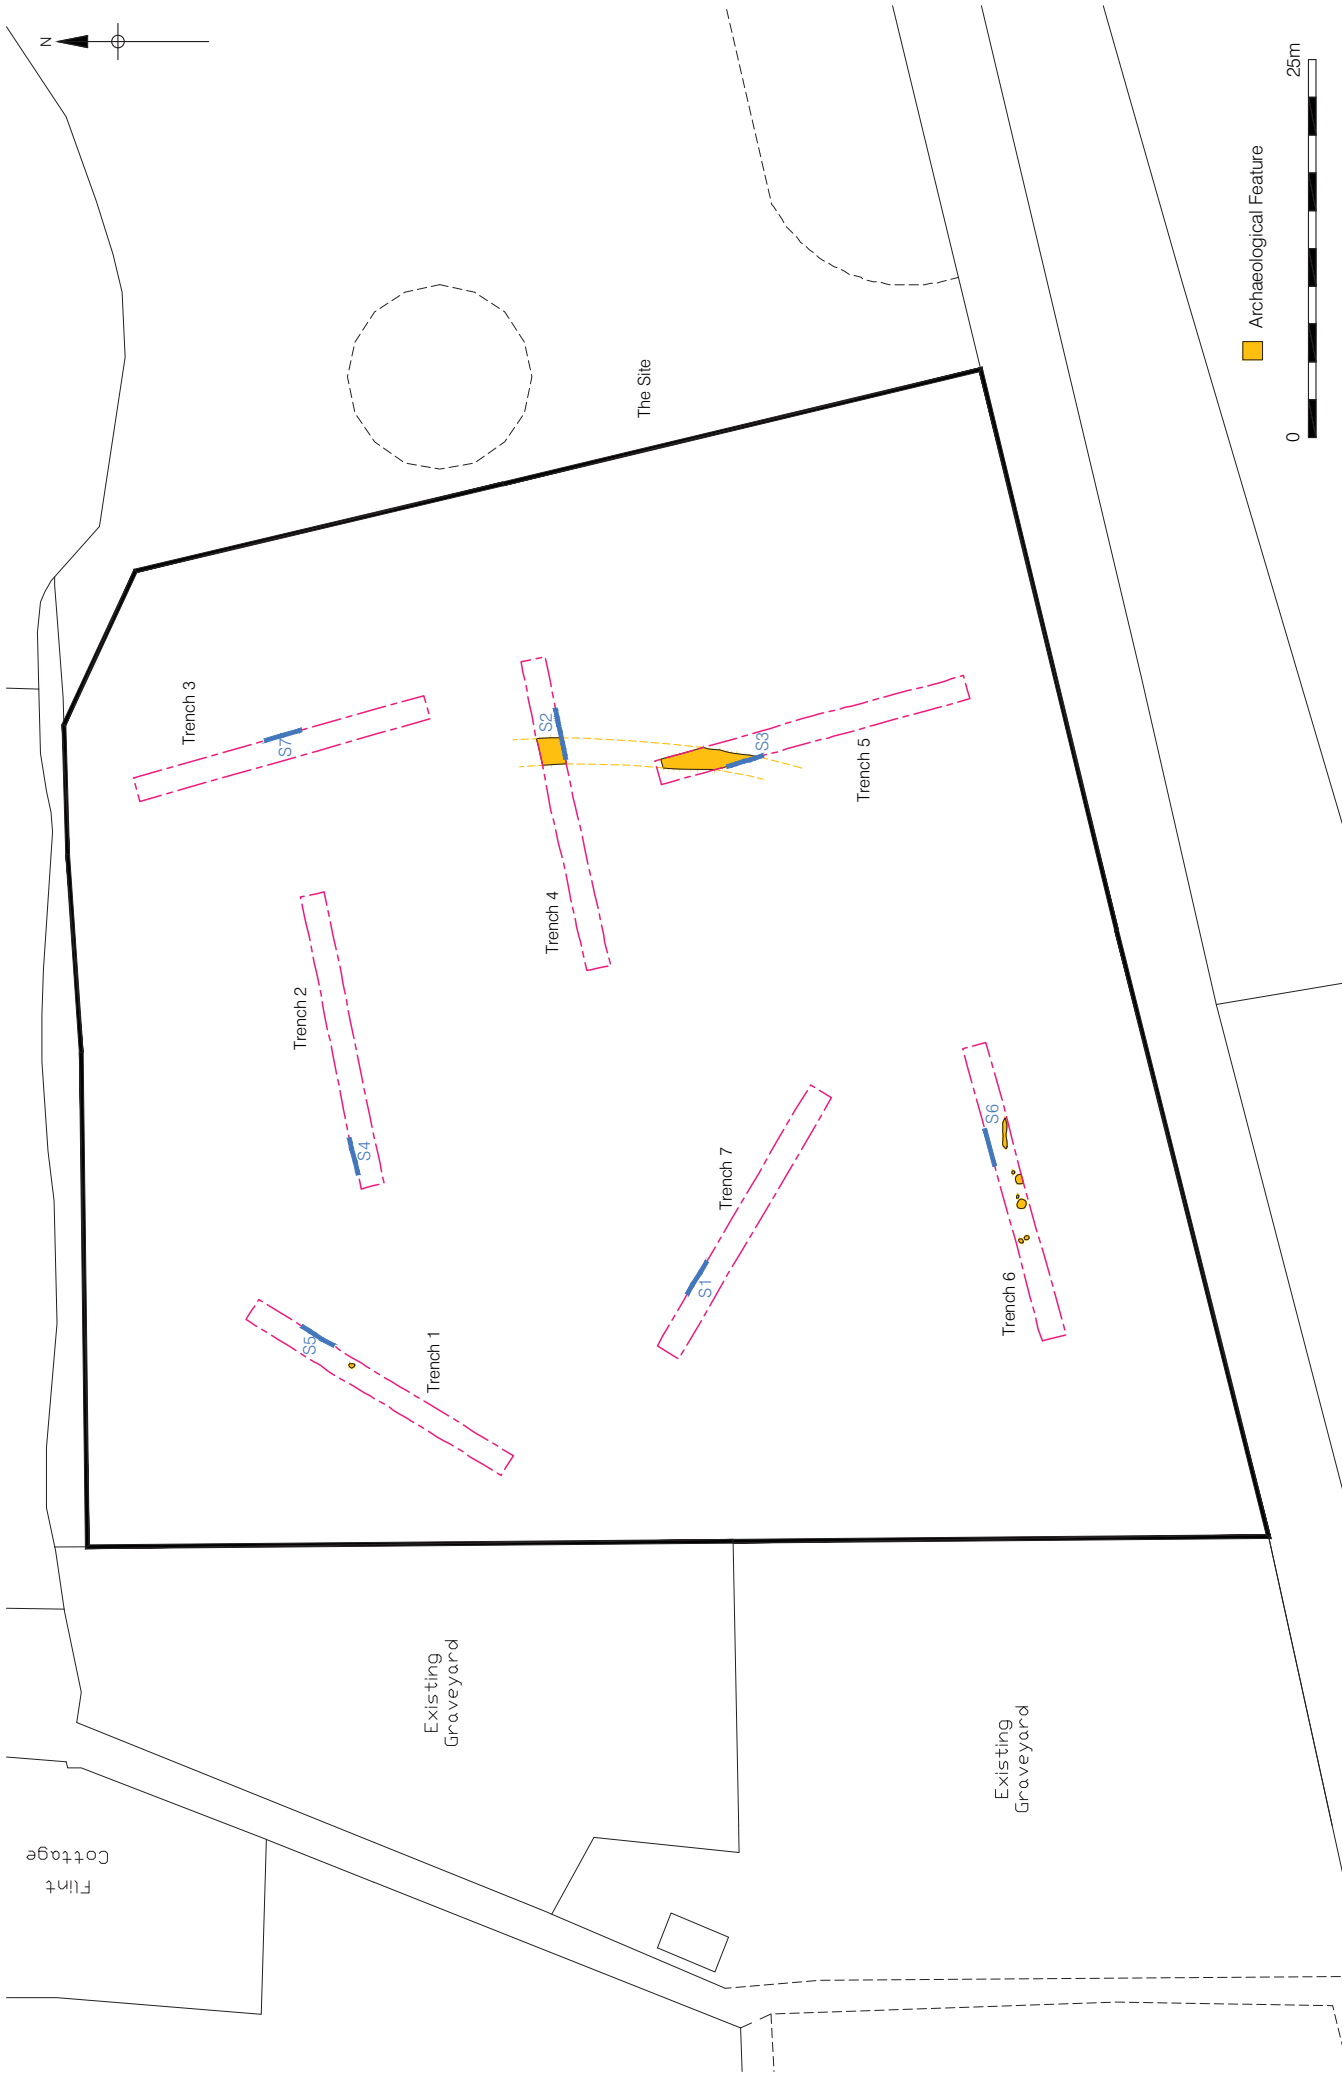 N
Flint
Cottage
Trench 3
S7
Trench 2
S4
S5
Trench 1
S2
Trench 4
S3
Trench 5
The Site
Trench 7
S1
S6
Trench 6
Existing
Graveyard
Existing
Graveyard
Archaeological Feature
0
25m